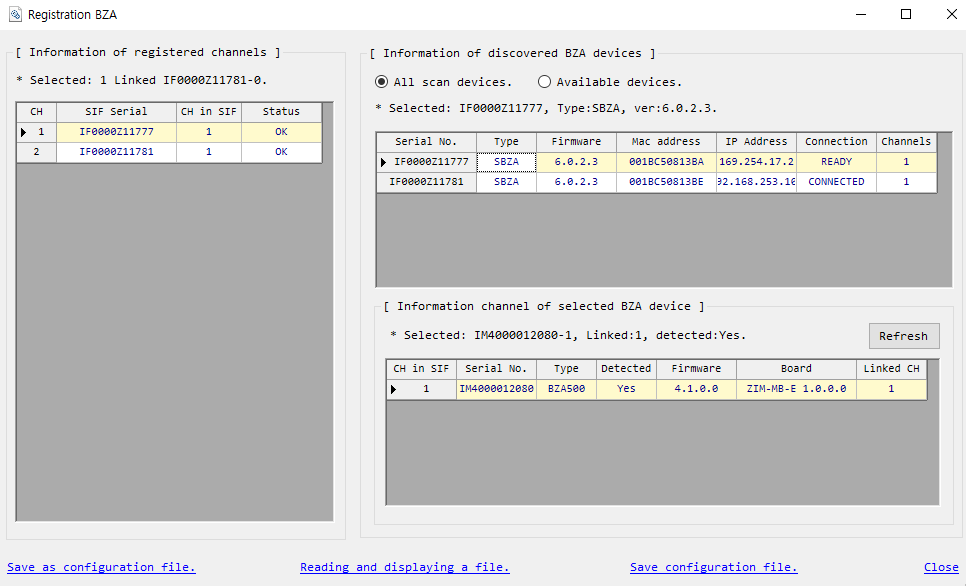 Registration BZA
[ Information of registered channels ]
* Selected: 1 Linked IF0000Z11781-0.
CH SIF Serial CH in SIF Status
1 IF0000Z11777 1 OK
2 IF0000Z11781 1 OK
[ Information of discovered BZA devices ]
All scan devices. Available devices.
* Selected: IF0000Z11777, Type:SBZA, ver:6.0.2.3.
Serial No. Type Firmware Mac address IP Address Connection Channels
IF0000Z11777 SBZA 6.0.2.3 001BC50813BA 169.254.17.2 READY 1
IF0000Z11781 SBZA 6.0.2.3 001BC50813BE 92.168.253.16 CONNECTED 1
[ Information channel of selected BZA device ]
* Selected: IM4000012080-1, Linked:1, detected:Yes.
Refresh
CH in SIF Serial No. Type Detected Firmware Board Linked CH
1 IM4000012080 BZA500 Yes 4.1.0.0 ZIM-MB-E 1.0.0.0 1
Save as configuration file. Reading and displaying a file. Save configuration file. Close